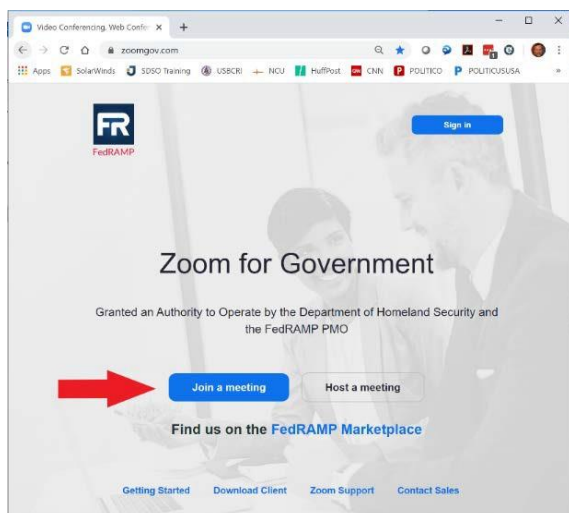 Video Conferencing, Web Confer
zoomgov.com
Apps SolarWinds SDSO Training USBCRI NCU HuffPost CNN POLITICO POLITICUSUSA »
FR
FedRAMP
Sign in
Zoom for Government
Granted an Authority to Operate by the Department of Homeland Security and
the FedRAMP PMO
Join a meeting Host a meeting
Find us on the FedRAMP Marketplace
Getting Started Download Client Zoom Support Contact Sales